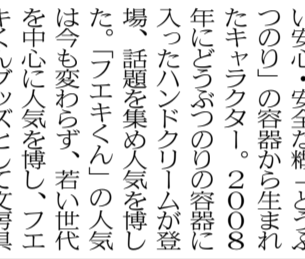 い安心・安全な糊「どうぶ
つのり」の容器から生まれ
たキャラクター。2008
年にどうぶつのりの容器に
入ったハンドクリームが登
場、話題を集め人気を博し
た。「フエキくん」の人気
は今も変わらず、若い世代
を中心に人気を博し、フエ
キくんグッズとして文房具